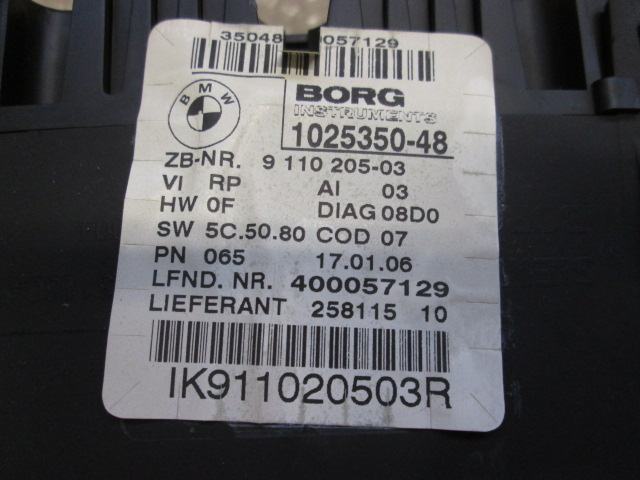 35048 0057129
BMW
BORG
INSTRUMENTS
1025350-48
ZB-NR. 9 110 205-03
VI RP AI 03
HW 0F DIAG 08D0
SW 5C.50.80 COD 07
PN 065 17.01.06
LFND. NR. 400057129
LIEFERANT 258115 10
IK911020503R